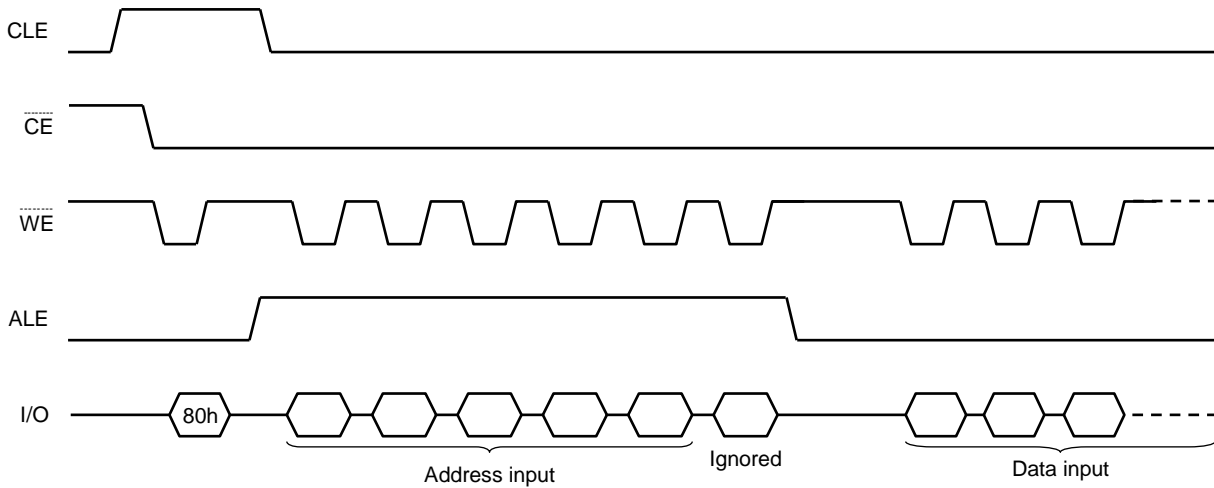 CLE
CE
WE
ALE
I/O
80h
Address input
Ignored
Data input